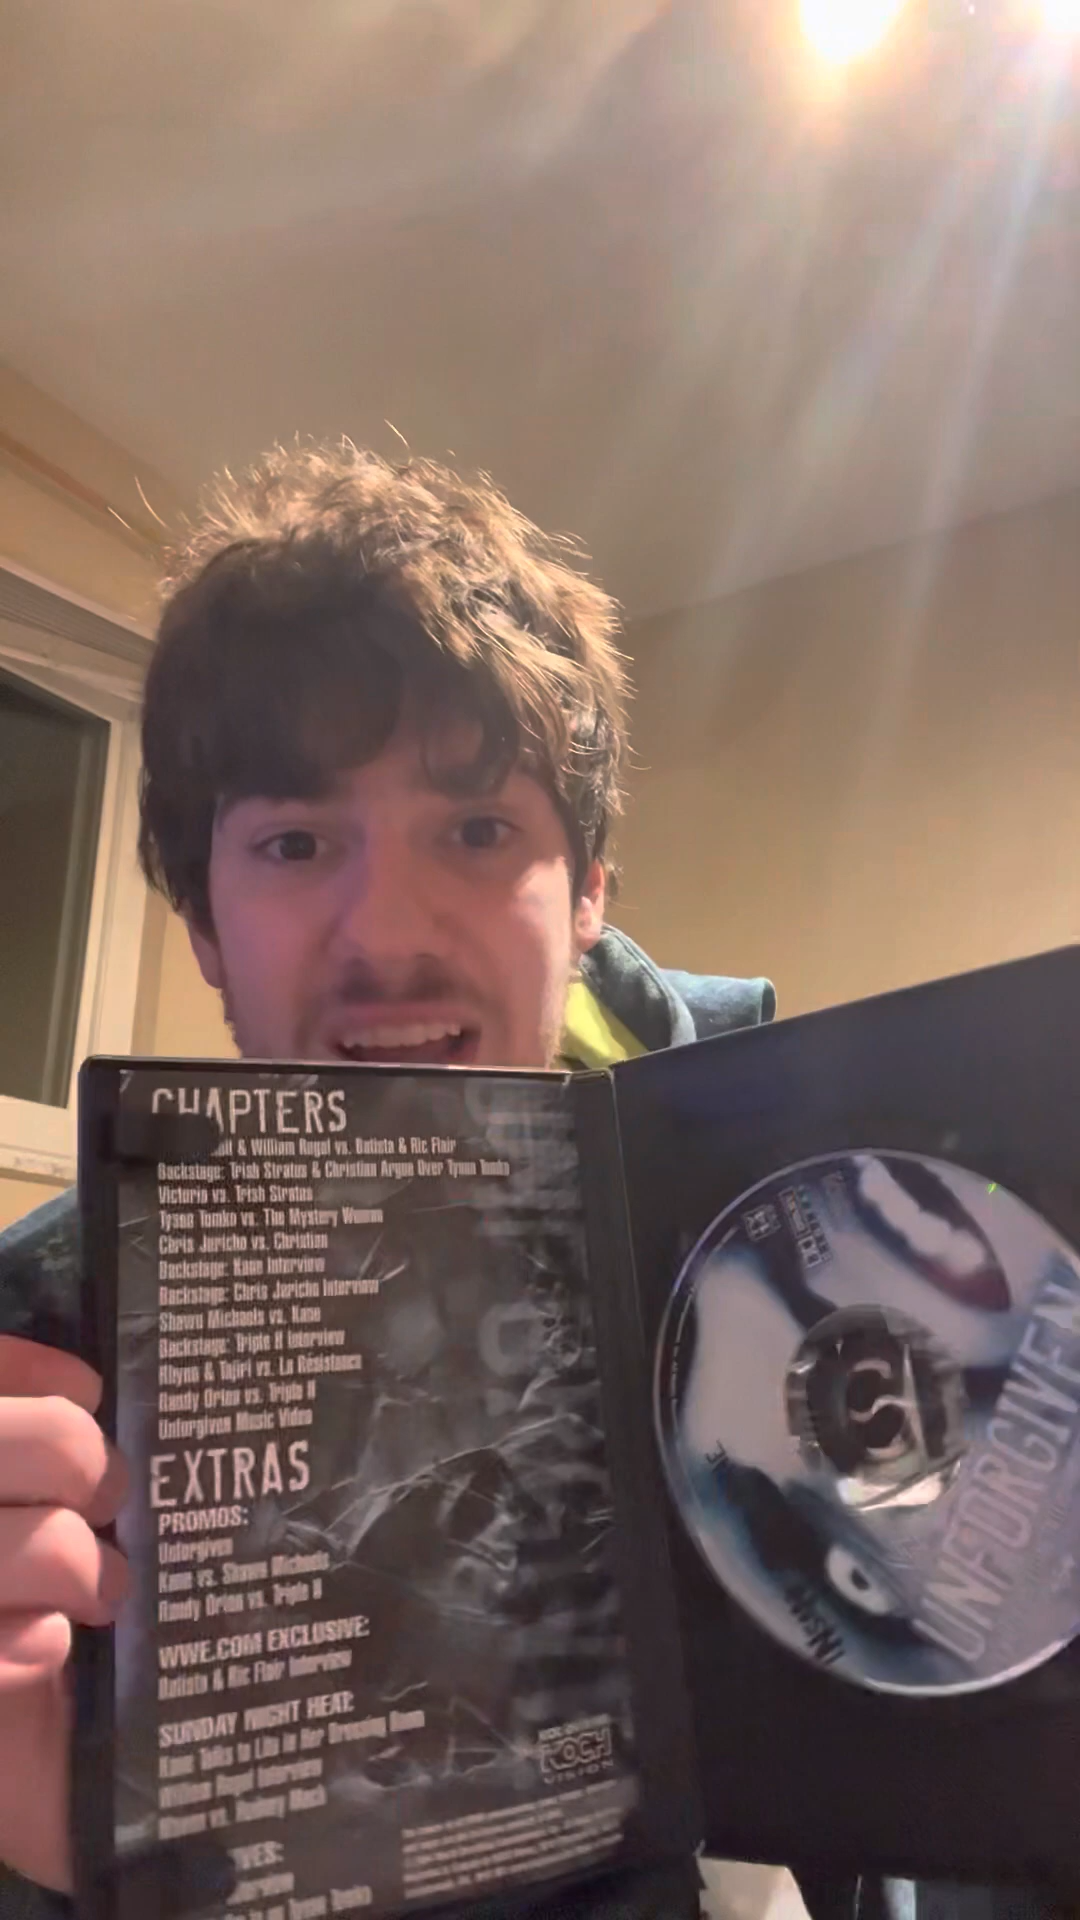 CHAPTERS
& William Regal vs. Batista & Ric Flair
Backstage: Trish Stratus & Christian Argue Over Tyson Tomko
Victoria vs. Trish Stratus
Tyson Tomko vs. The Mystery Woman
Chris Jericho vs. Christian
Backstage: Kane Interview
Backstage: Chris Jericho Interview
Shawn Michaels vs. Kane
Backstage: Triple H Interview
Rhyno & Tajiri vs. La Résistance
Randy Orton vs. Triple H
Unforgiven Music Video
EXTRAS
PROMOS:
Unforgiven
Kane vs. Shawn Michaels
Randy Orton vs. Triple H
WWE.COM EXCLUSIVE:
Batista & Ric Flair Interview
SUNDAY NIGHT HEAT:
Kane Talks to Lita in Her Dressing Room
William Regal Interview
vs. Rodney Mack
Tyson Tomko
KOCH
VISION
UNFORGIVEN